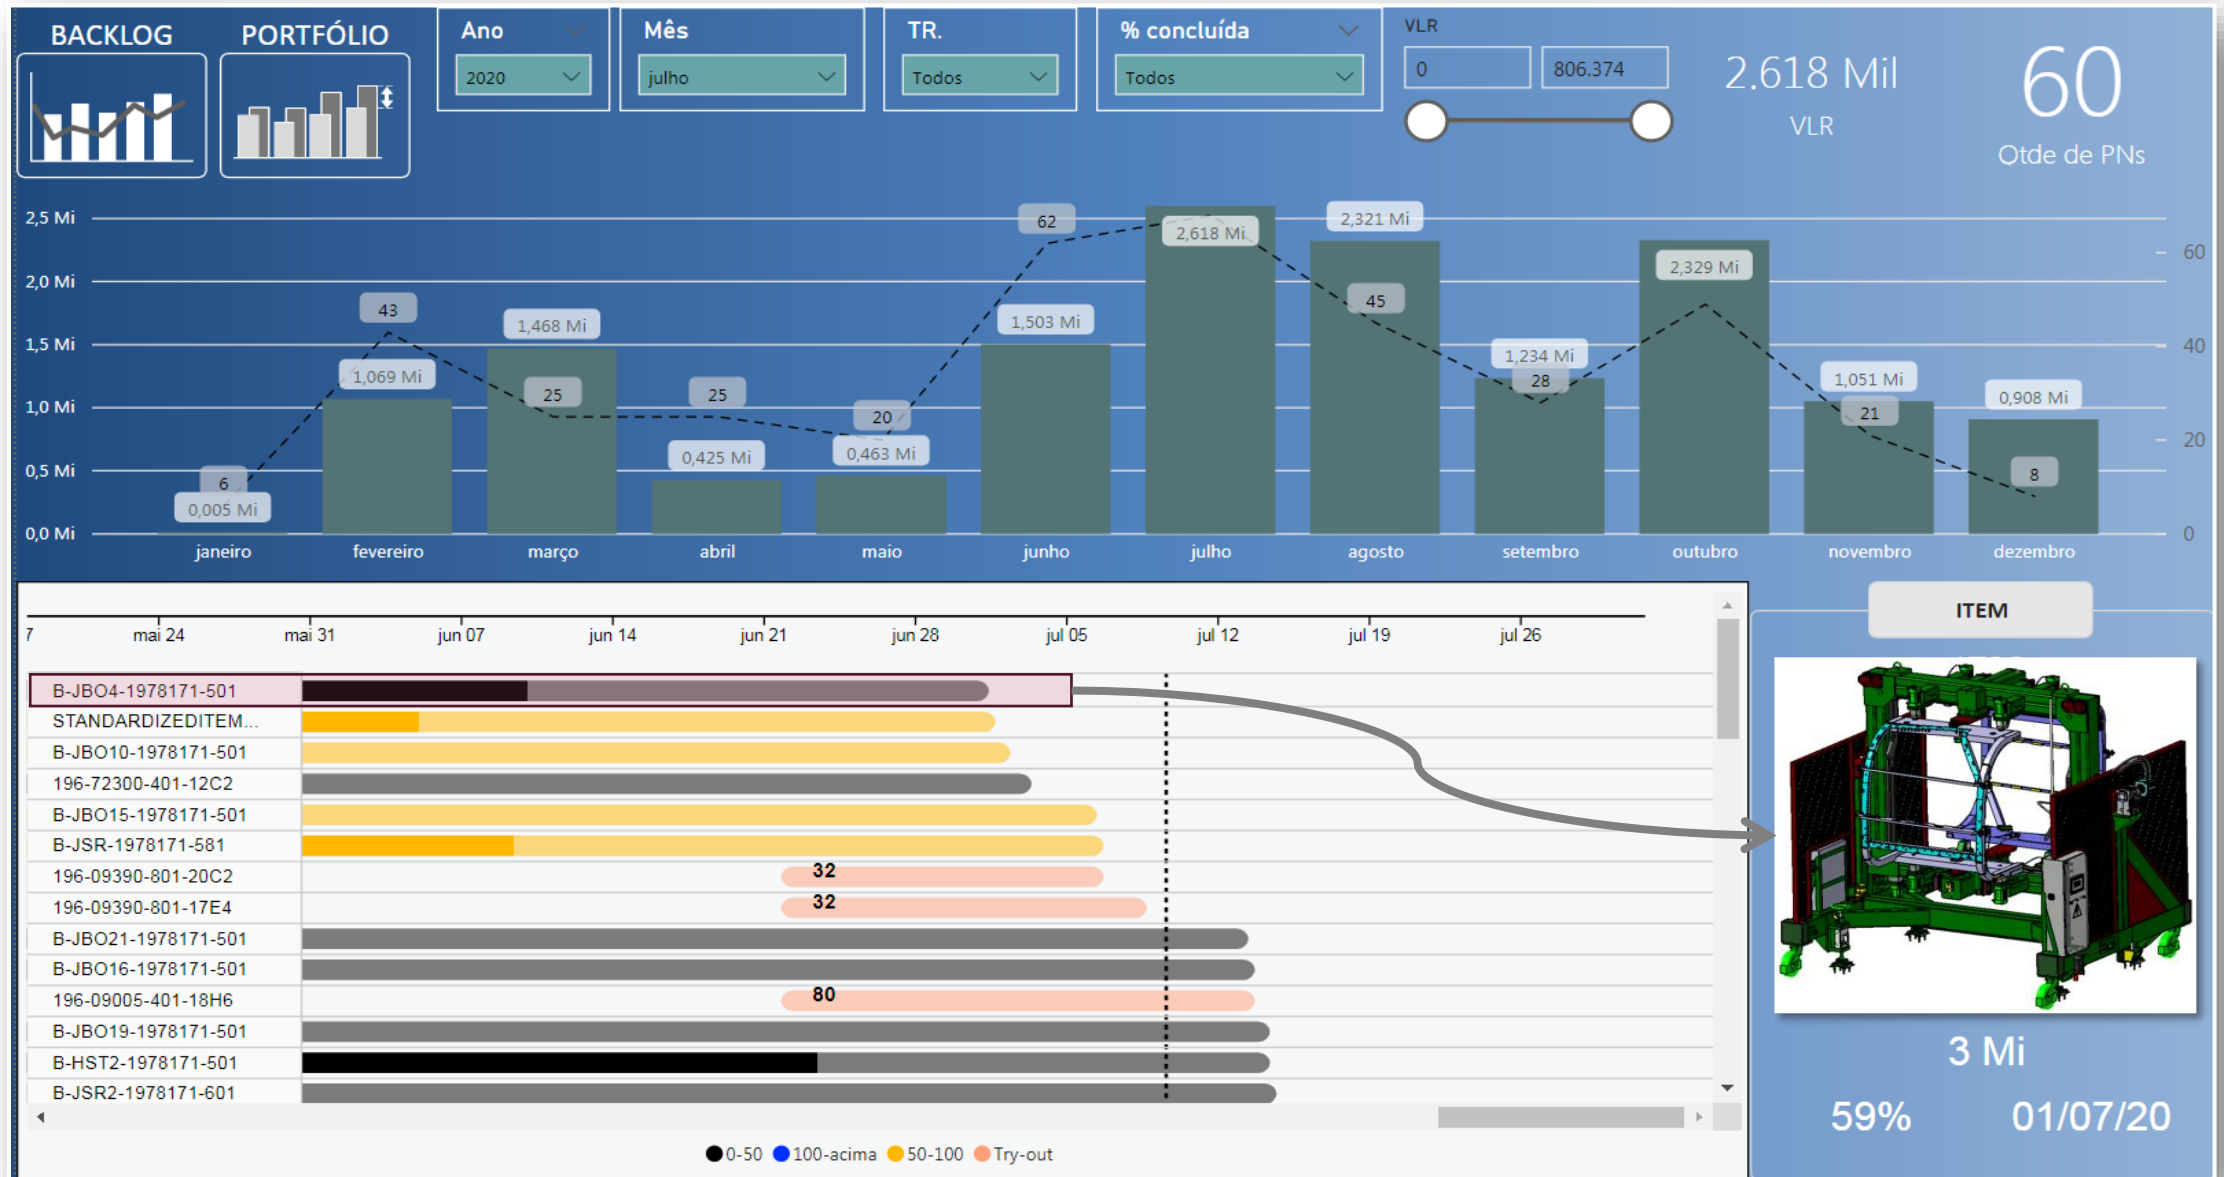 BACKLOG
PORTFÓLIO
Ano
2020
Mês
julho
TR.
Todos
% concluída
Todos
VLR
0
806.374
2.618 Mil
VLR
60
Qtde de PNs
2,5 Mi
2,0 Mi
1,5 Mi
1,0 Mi
0,5 Mi
0,0 Mi
60
40
20
0
6
0,005 Mi
43
1,069 Mi
1,468 Mi
25
25
0,425 Mi
20
0,463 Mi
62
1,503 Mi
2,618 Mi
2,321 Mi
45
1,234 Mi
28
2,329 Mi
1,051 Mi
21
0,908 Mi
8
janeiro
fevereiro
março
abril
maio
junho
julho
agosto
setembro
outubro
novembro
dezembro
7
mai 24
mai 31
jun 07
jun 14
jun 21
jun 28
jul 05
jul 12
jul 19
jul 26
B-JBO4-1978171-501
STANDARDIZEDITEM...
B-JBO10-1978171-501
196-72300-401-12C2
B-JBO15-1978171-501
B-JSR-1978171-581
196-09390-801-20C2
32
196-09390-801-17E4
32
B-JBO21-1978171-501
B-JBO16-1978171-501
196-09005-401-18H6
80
B-JBO19-1978171-501
B-HST2-1978171-501
B-JSR2-1978171-601
0-50
100-acima
50-100
Try-out
ITEM
3 Mi
59%
01/07/20